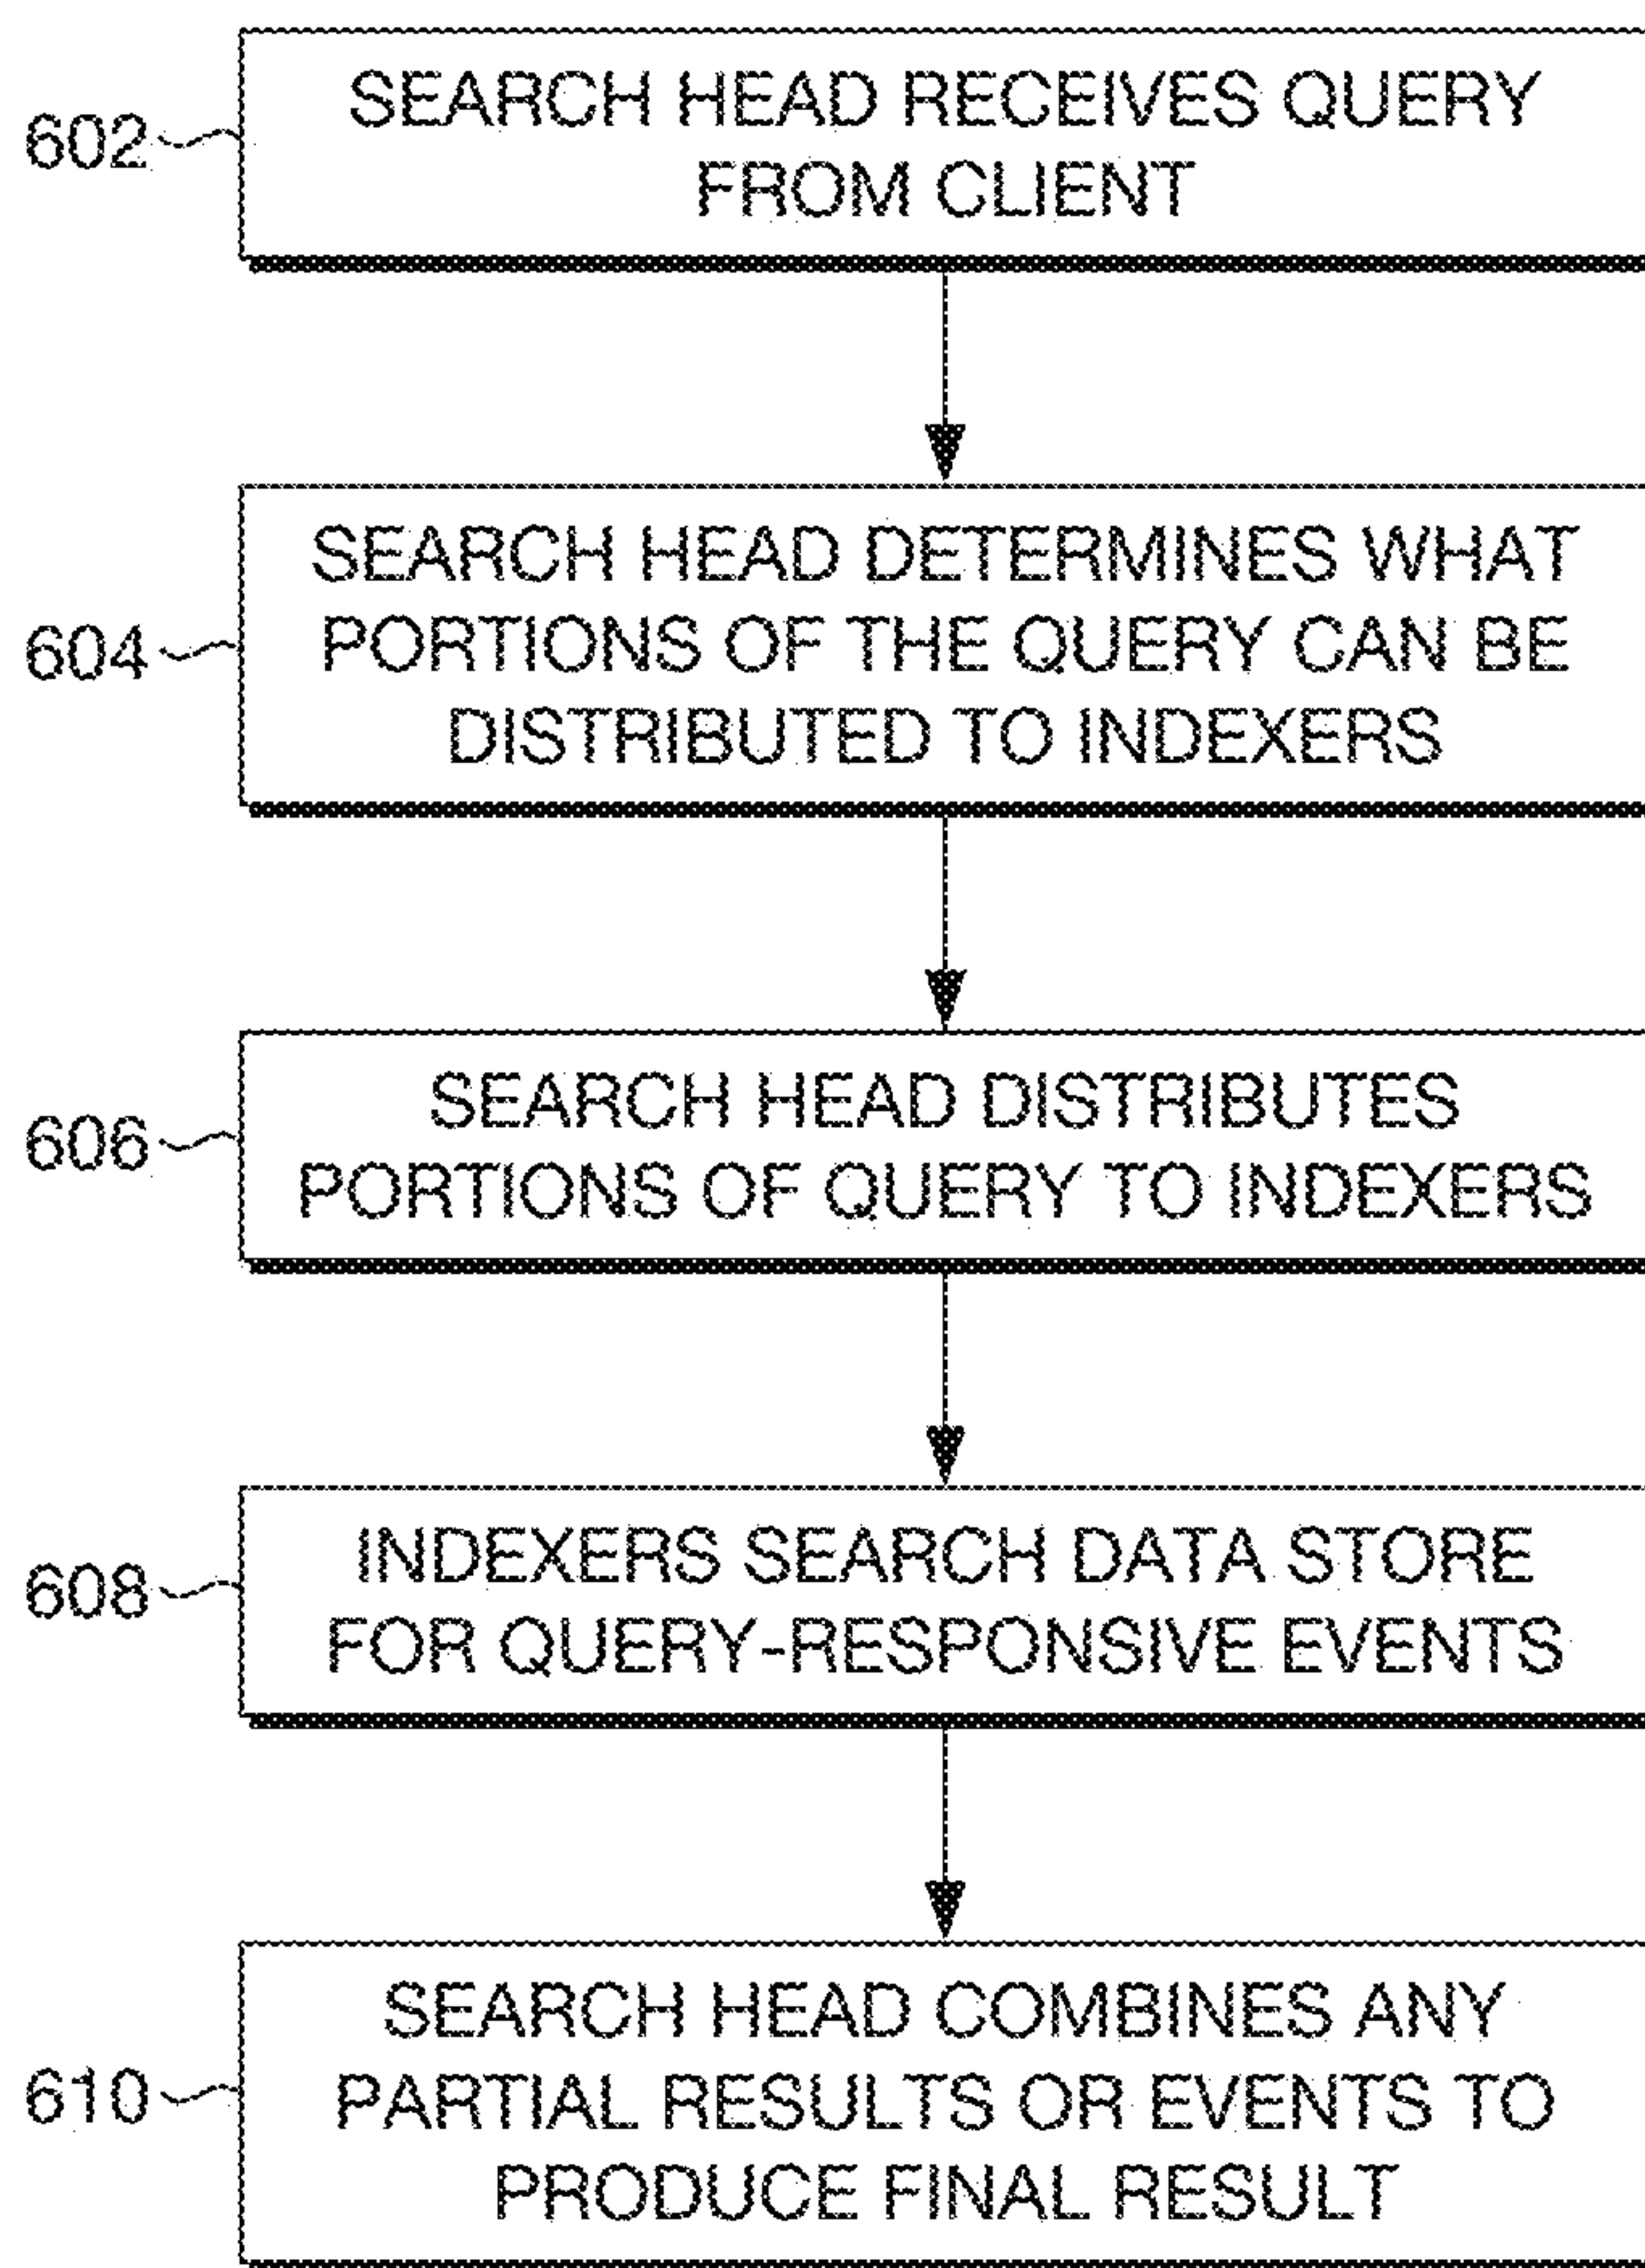 602
SEARCH HEAD RECEIVES QUERY
FROM CLIENT
604
SEARCH HEAD DETERMINES WHAT
PORTIONS OF THE QUERY CAN BE
DISTRIBUTED TO INDEXERS
606
SEARCH HEAD DISTRIBUTES
PORTIONS OF QUERY TO INDEXERS
608
INDEXERS SEARCH DATA STORE
FOR QUERY-RESPONSIVE EVENTS
610
SEARCH HEAD COMBINES ANY
PARTIAL RESULTS OR EVENTS TO
PRODUCE FINAL RESULT